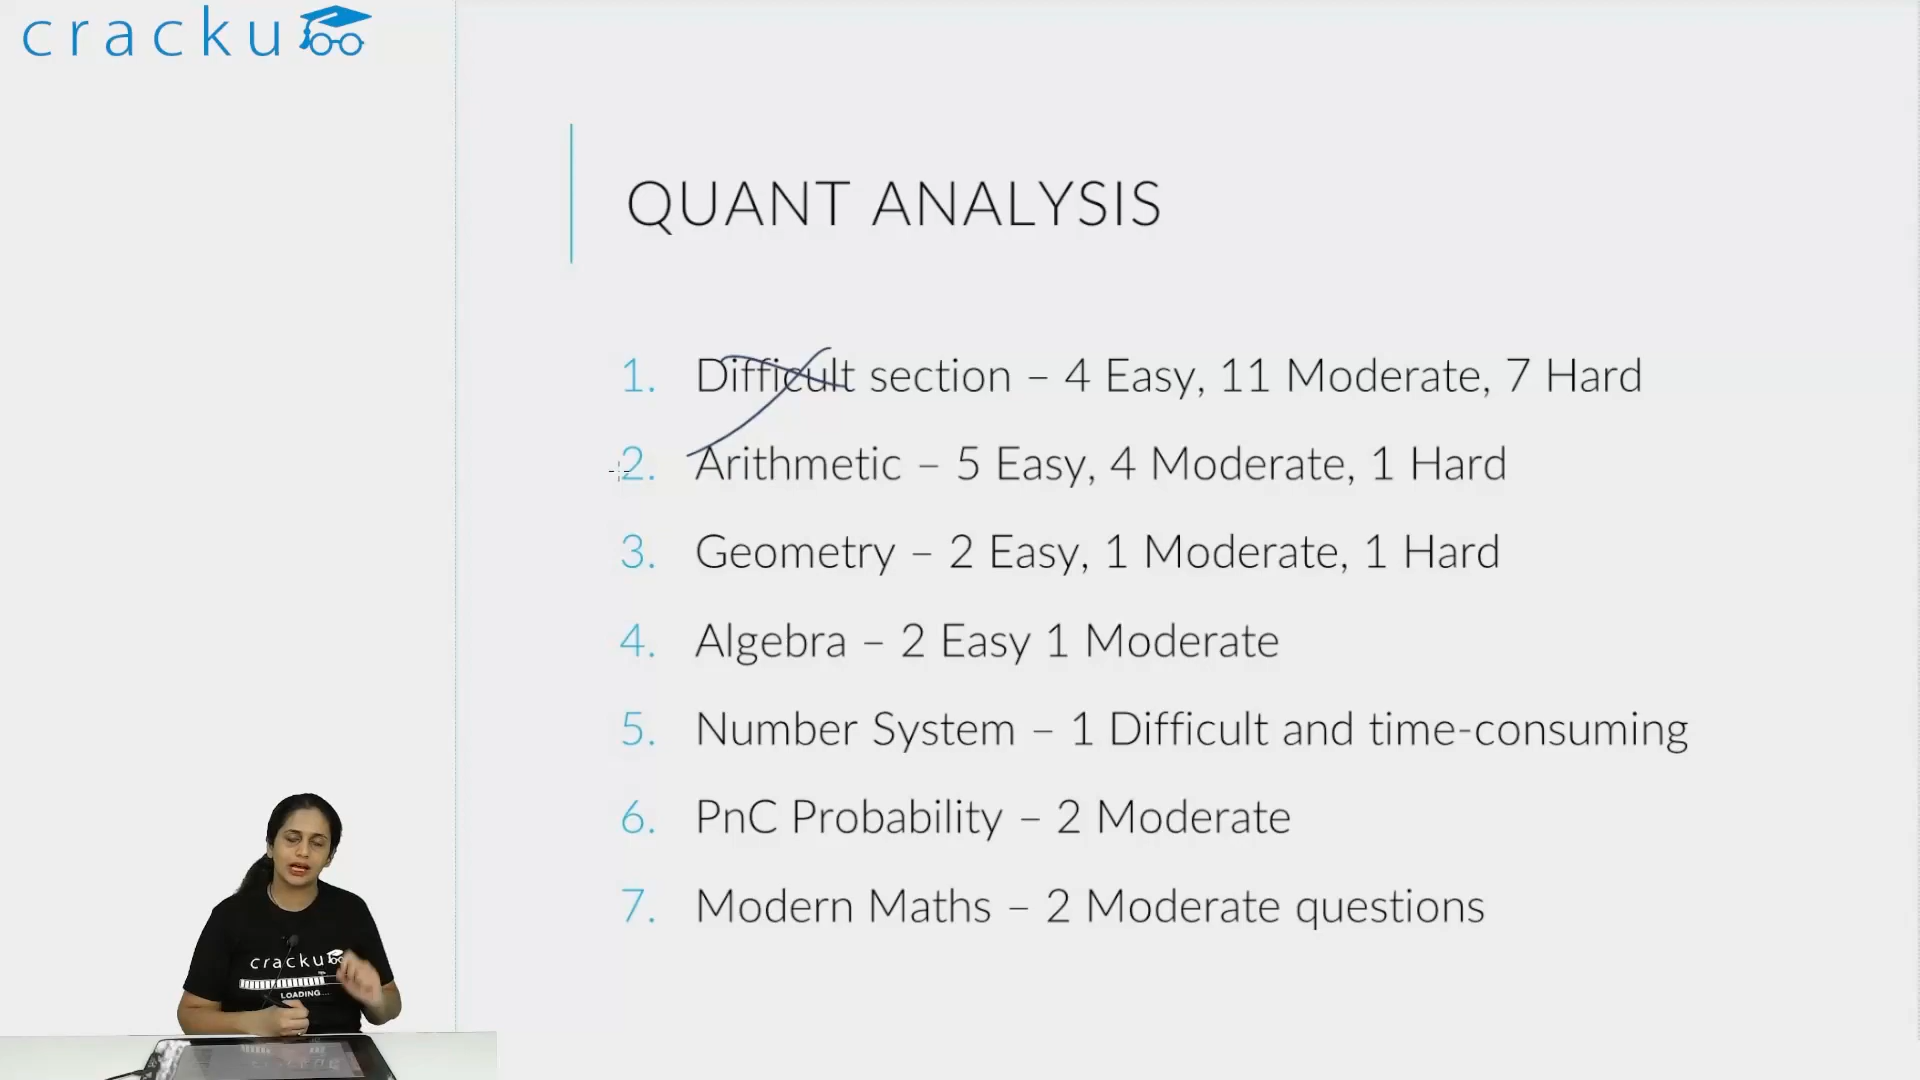 cracku
QUANT ANALYSIS
1. Difficult section – 4 Easy, 11 Moderate, 7 Hard
2. Arithmetic – 5 Easy, 4 Moderate, 1 Hard
3. Geometry – 2 Easy, 1 Moderate, 1 Hard
4. Algebra – 2 Easy 1 Moderate
5. Number System – 1 Difficult and time-consuming
6. PnC Probability – 2 Moderate
7. Modern Maths – 2 Moderate questions
cracku
LOADING...